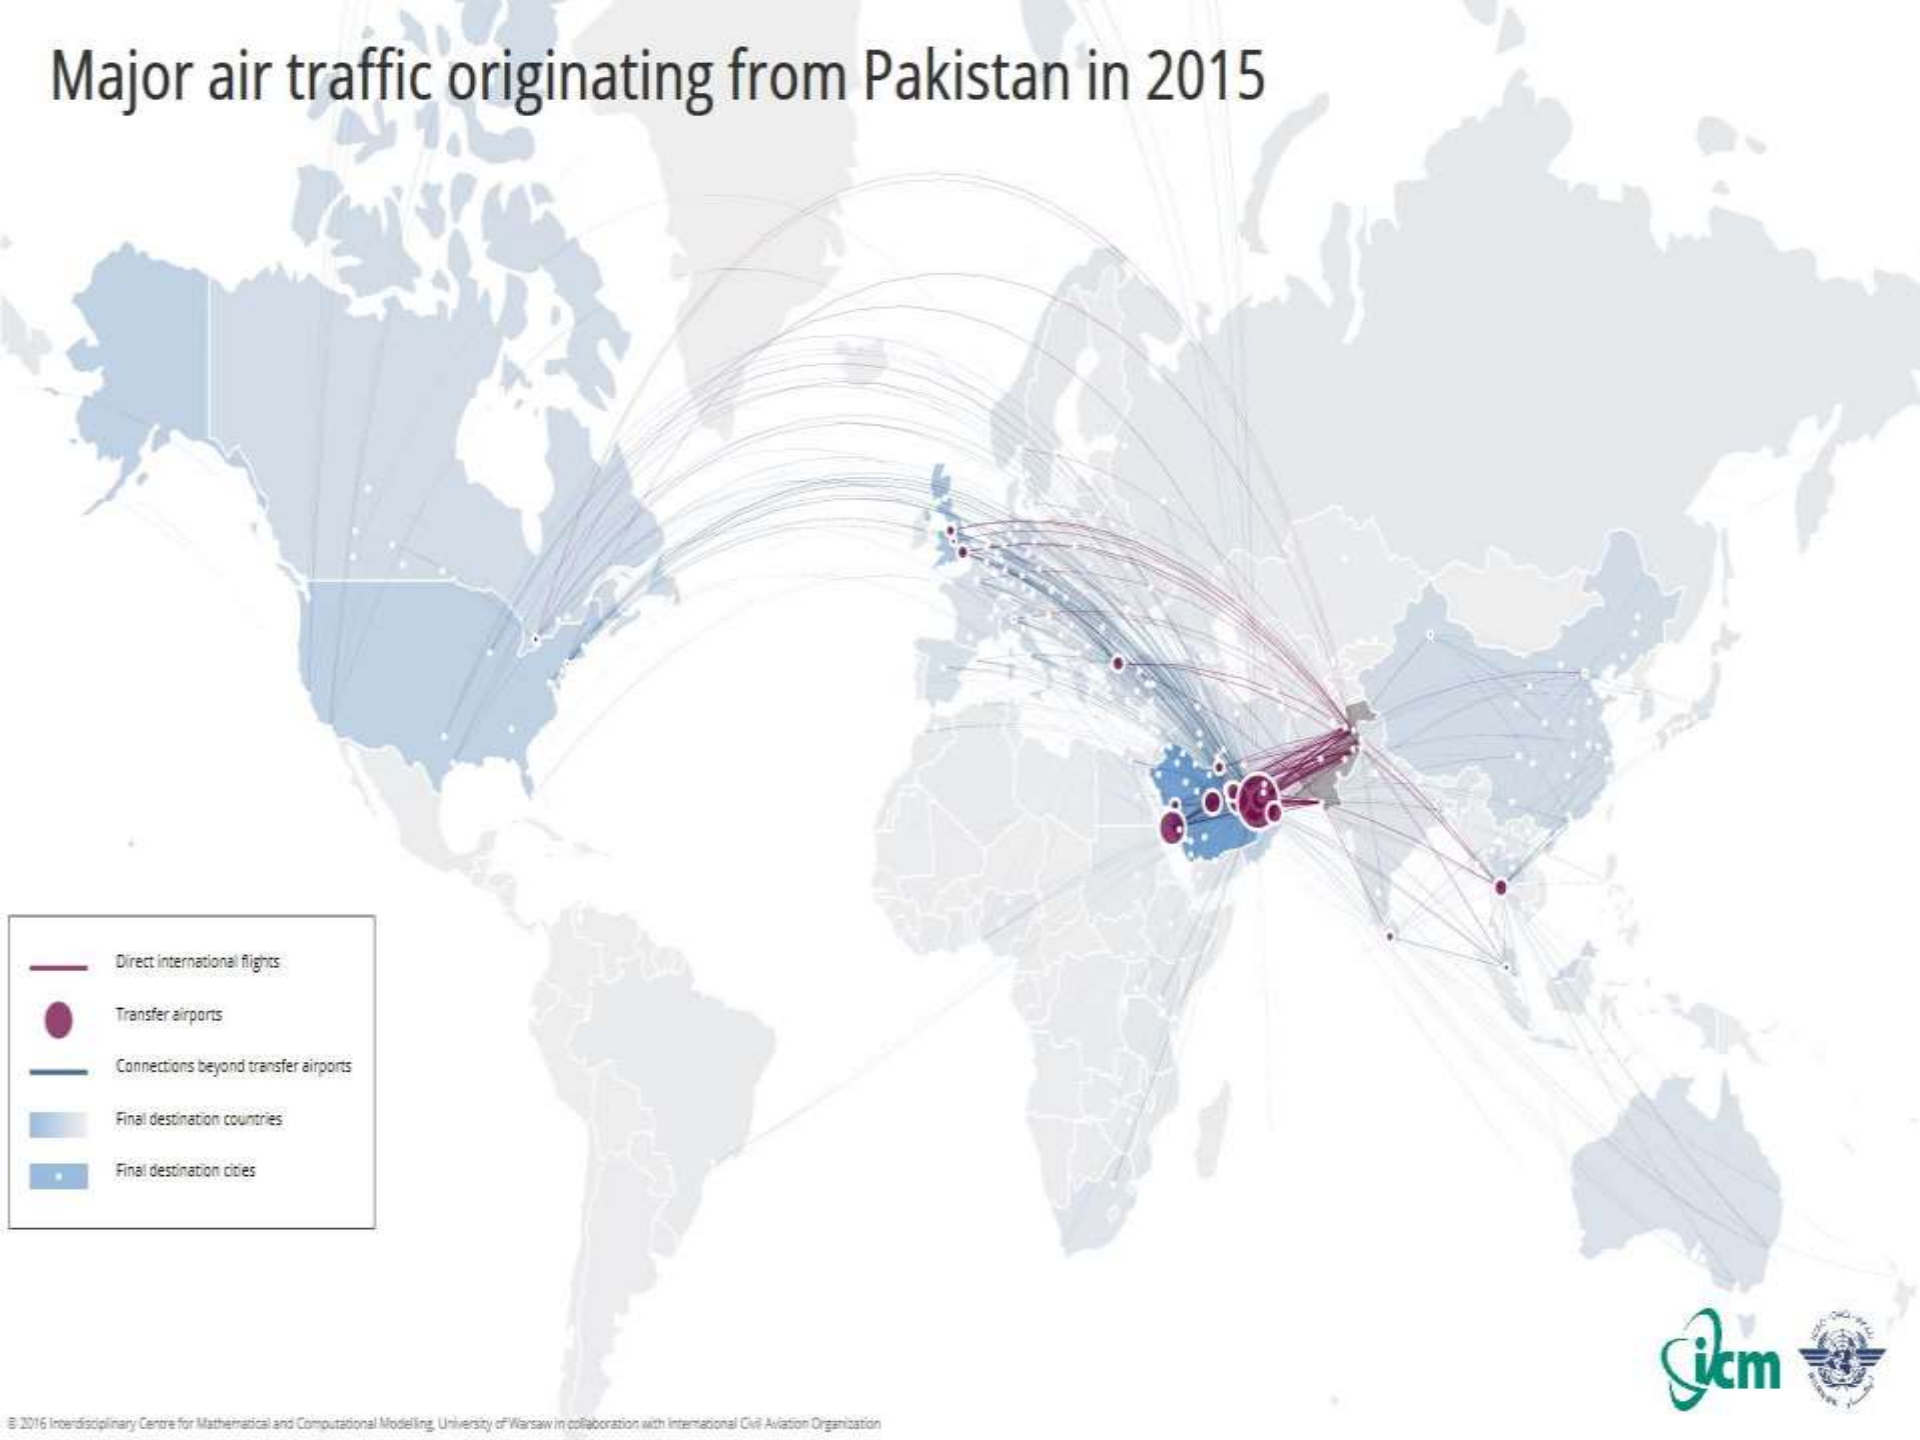 Major air traffic originating from Pakistan in 2015
Direct international flights
Transfer airports
Connections beyond transfer airports
Final destination countries
Final destination cities
icm
© 2016 Interdisciplinary Centre for Mathematical and Computational Modelling, University of Warsaw in collaboration with International Civil Aviation Organization